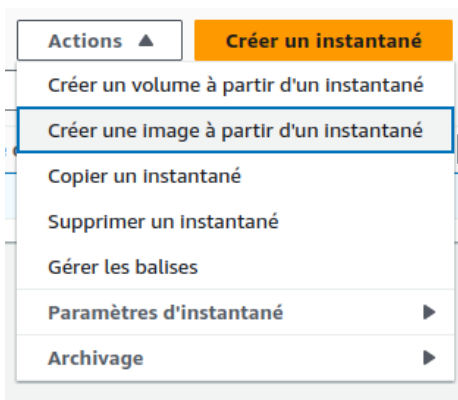 Actions
Créer un instantané
Créer un volume à partir d'un instantané
Créer une image à partir d'un instantané
Copier un instantané
Supprimer un instantané
Gérer les balises
Paramètres d'instantané
Archivage